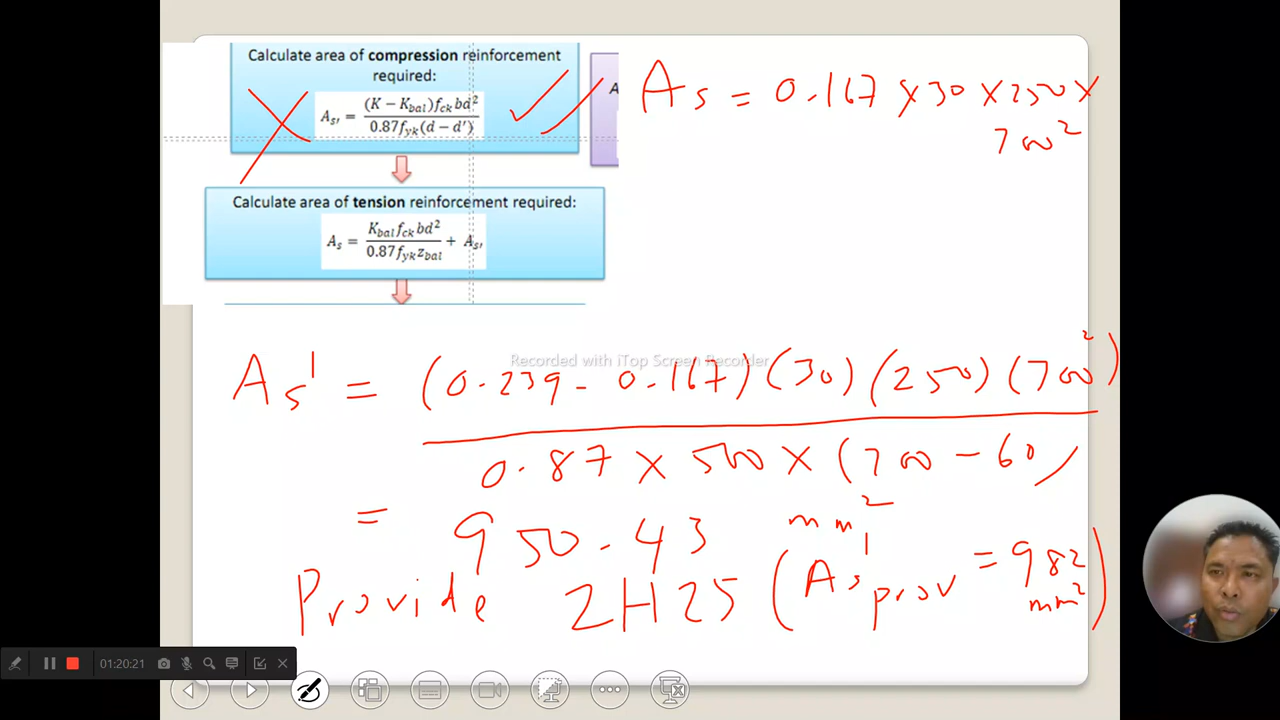 Calculate area of compression reinforcement
required:
As, = (K − Kbal)fck bd² / 0.87fyk(d − d′)
A
As = 0.167 × 30 × 250 ×
700²
Calculate area of tension reinforcement required:
As = Kbal fck bd² / 0.87fyk zbal + As,
Recorded with iTop Screen Recorder
As' = (0.239 - 0.167) (30) (250) (700²)
0.87 × 500 × (700 - 60)
= 950.43 mm²
Provide 2H25 (As'prov = 982 mm²)
01:20:21